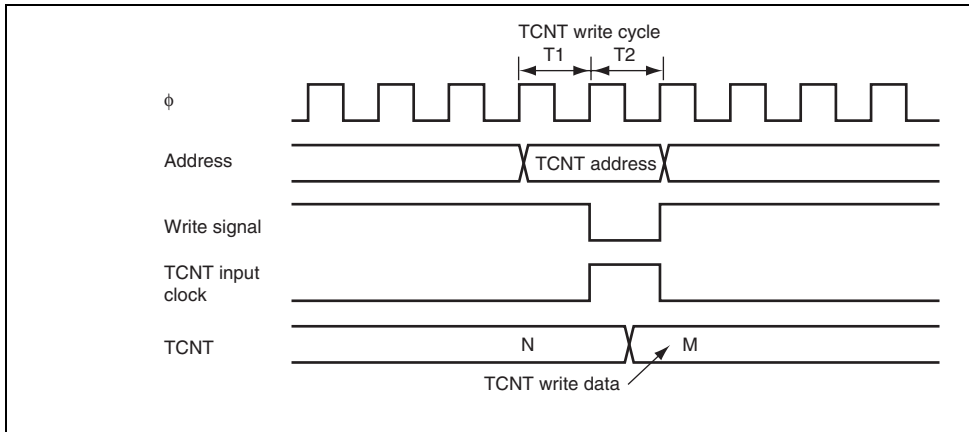 TCNT write cycle
T1 T2
ϕ
Address
TCNT address
Write signal
TCNT input
clock
TCNT
N
M
TCNT write data